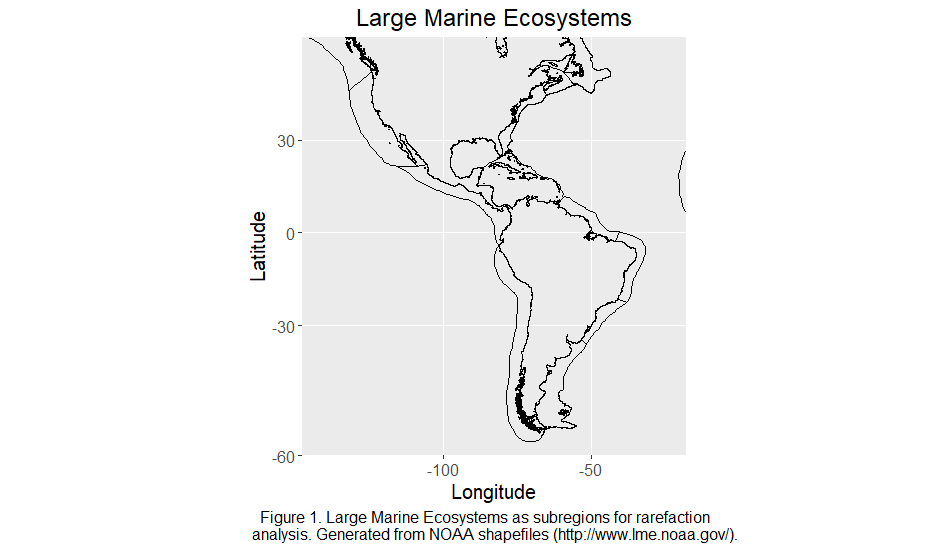 Large Marine Ecosystems
30
0
-30
-60
Latitude
-100 -50
Longitude
Figure 1. Large Marine Ecosystems as subregions for rarefaction
analysis. Generated from NOAA shapefiles (http://www.lme.noaa.gov/).